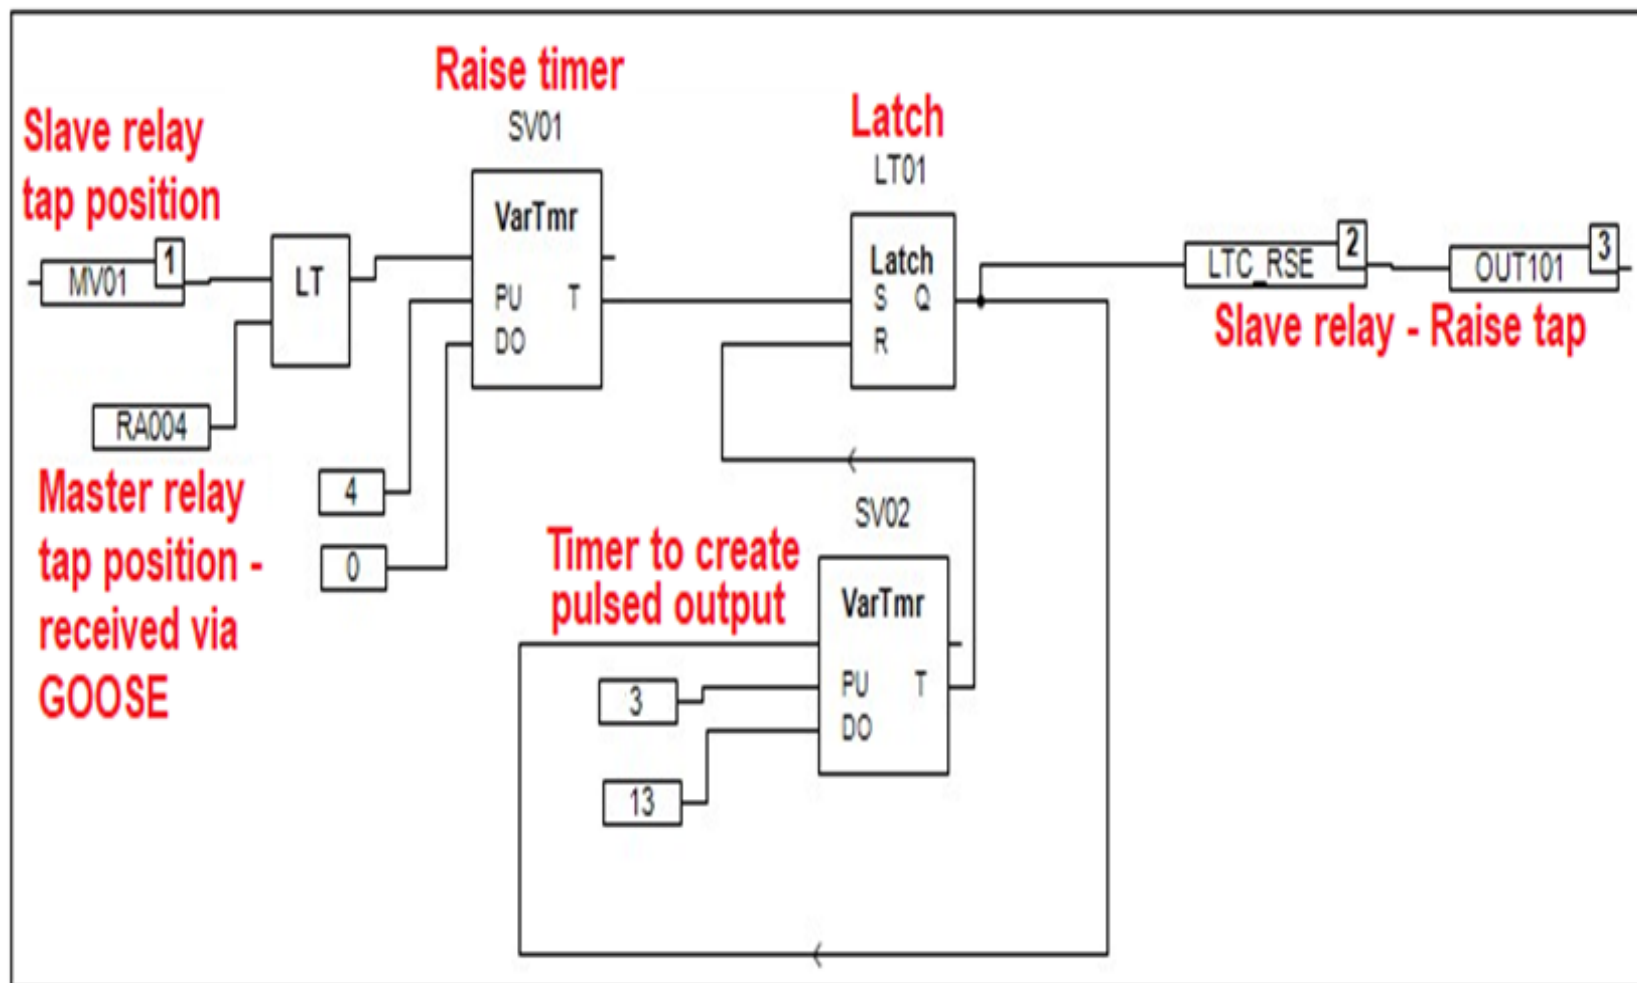 Raise timer
SV01
Slave relay
tap position
MV01
1
LT
VarTmr
PU
T
DO
Latch
LT01
Latch
S
Q
R
LTC_RSE
2
OUT101
3
Slave relay - Raise tap
RA004
Master relay
tap position -
received via
GOOSE
4
0
SV02
Timer to create
pulsed output
VarTmr
PU
T
DO
3
13